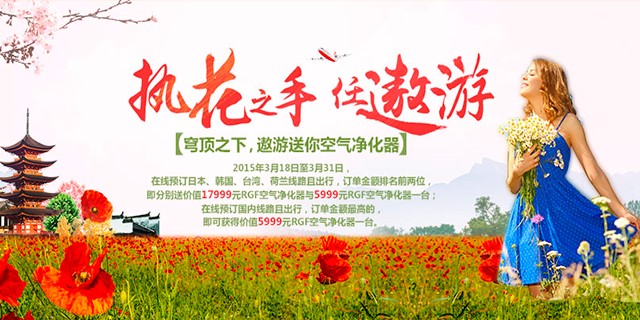 执花之手 任遨游
【穹顶之下，遨游送你空气净化器】
2015年3月18日至3月31日，
在线预订日本、韩国、台湾、荷兰线路且出行，订单金额排名前两位，
即分别送价值17999元RGF空气净化器与5999元RGF空气净化器一台；
在线预订国内线路且出行，订单金额最高的，
即可获得价值5999元RGF空气净化器一台。